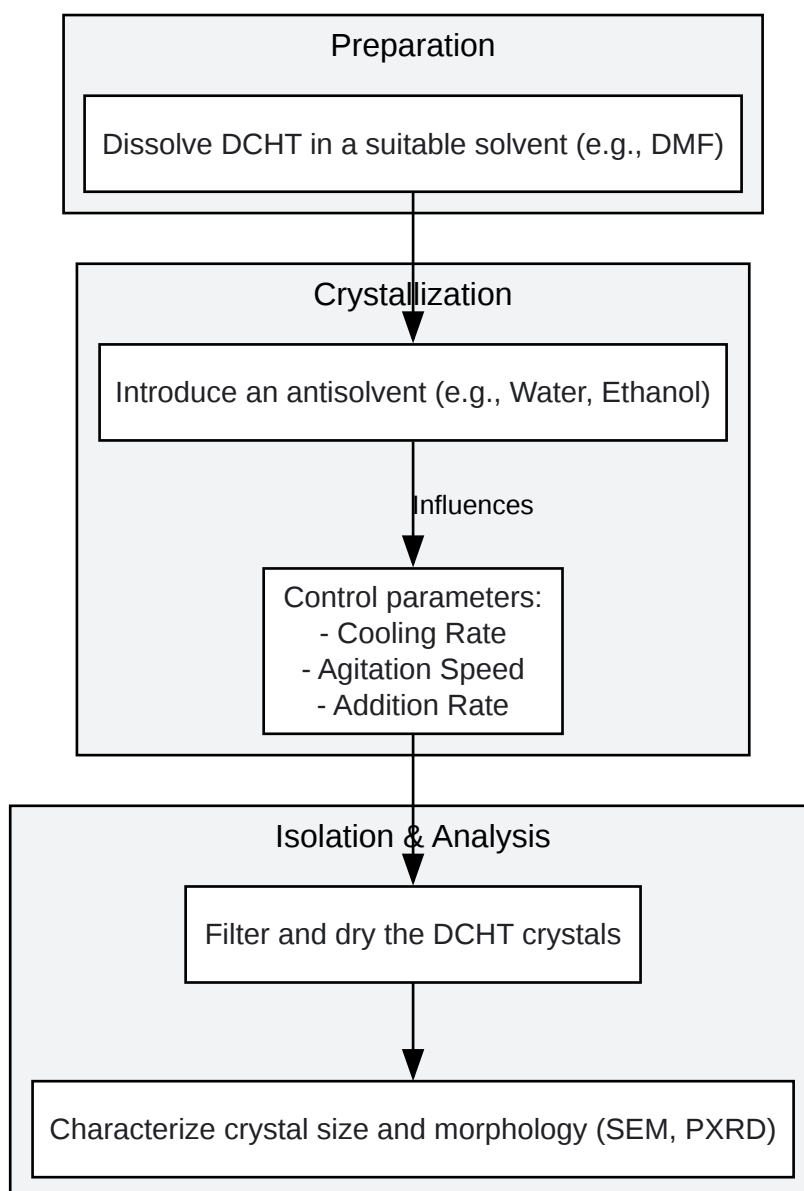 Preparation
Dissolve DCHT in a suitable solvent (e.g., DMF)
Crystallization
Introduce an antisolvent (e.g., Water, Ethanol)
Influences
Control parameters:
- Cooling Rate
- Agitation Speed
- Addition Rate
Isolation & Analysis
Filter and dry the DCHT crystals
Characterize crystal size and morphology (SEM, PXRD)